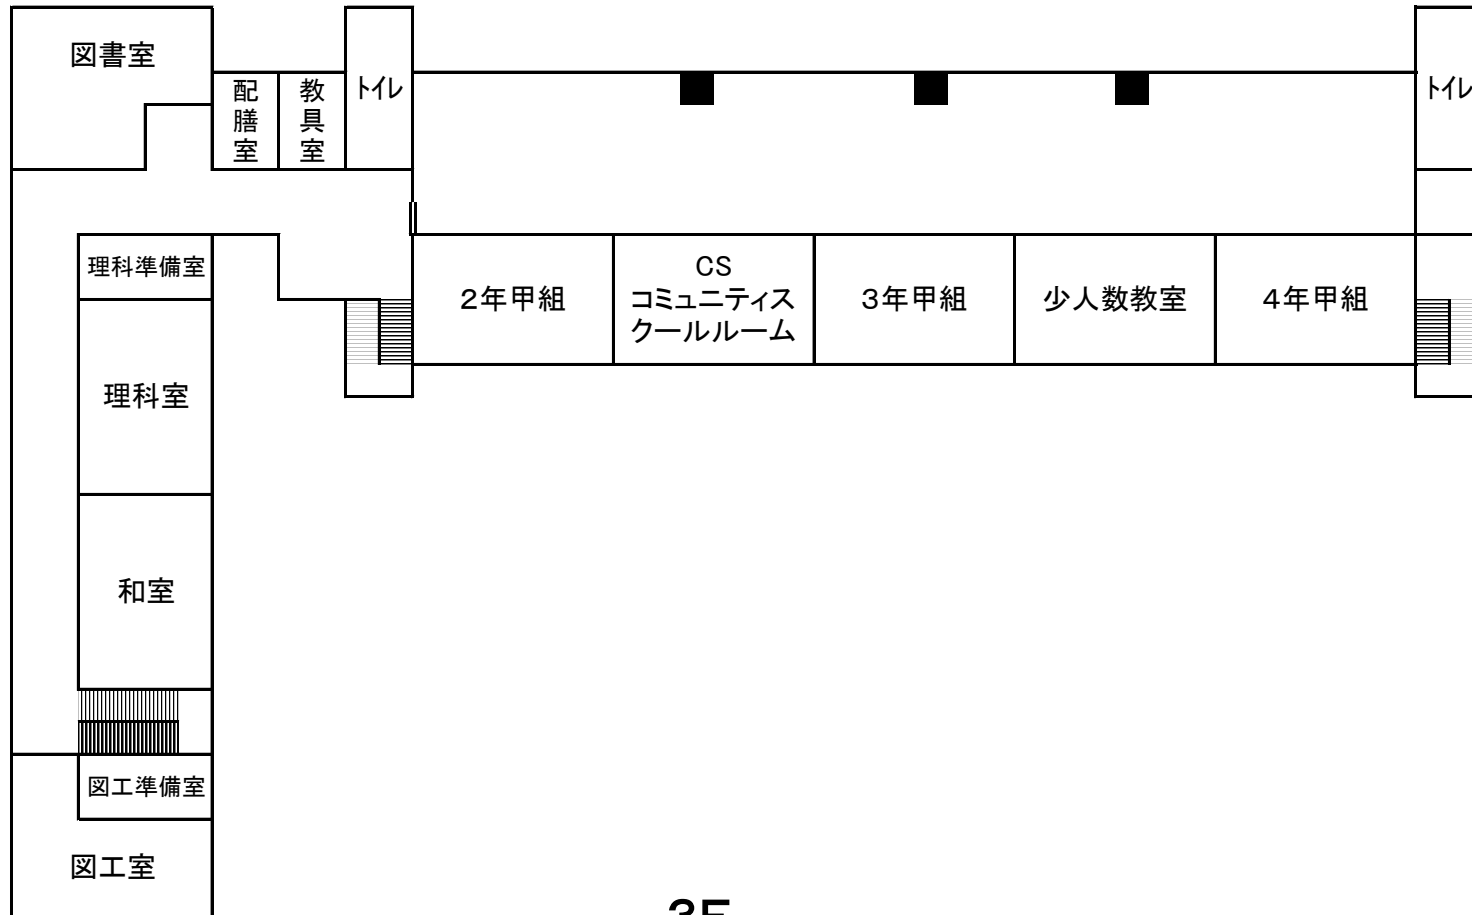 図書室
配膳室
教具室
トイレ
トイレ
理科準備室
2年甲組
CS
コミュニティス
クールルーム
3年甲組
少人数教室
4年甲組
理科室
和室
図工準備室
図工室
3F